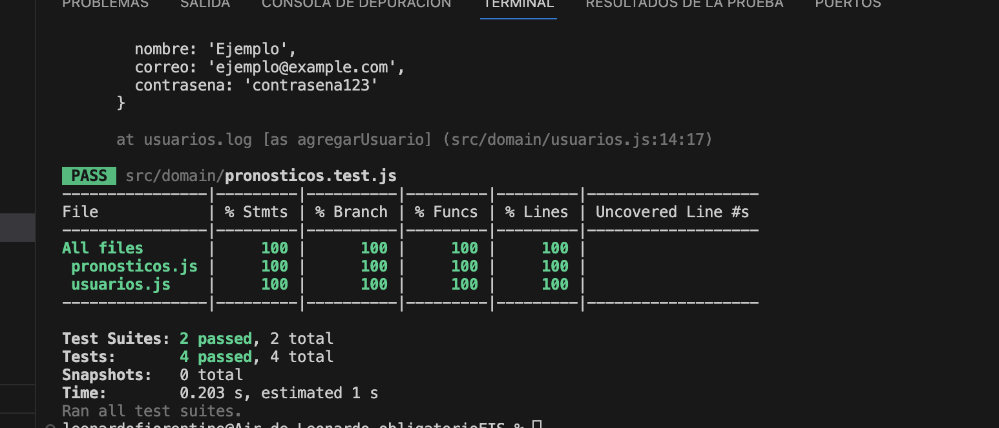 PROBLEMAS SALIDA CONSOLA DE DEPURACIÓN TERMINAL RESULTADOS DE LA PRUEBA PUERTOS
nombre: 'Ejemplo',
correo: 'ejemplo@example.com',
contrasena: 'contrasena123'
}
at usuarios.log [as agregarUsuario] (src/domain/usuarios.js:14:17)
PASS src/domain/pronosticos.test.js
----------------|---------|----------|---------|---------|-------------------
File | % Stmts | % Branch | % Funcs | % Lines | Uncovered Line #s
----------------|---------|----------|---------|---------|-------------------
All files | 100 | 100 | 100 | 100 |
pronosticos.js | 100 | 100 | 100 | 100 |
usuarios.js | 100 | 100 | 100 | 100 |
----------------|---------|----------|---------|---------|-------------------
Test Suites: 2 passed, 2 total
Tests: 4 passed, 4 total
Snapshots: 0 total
Time: 0.203 s, estimated 1 s
Ran all test suites.
leonardofiorentino@Air-de-Leonardo obligatorioFIS %